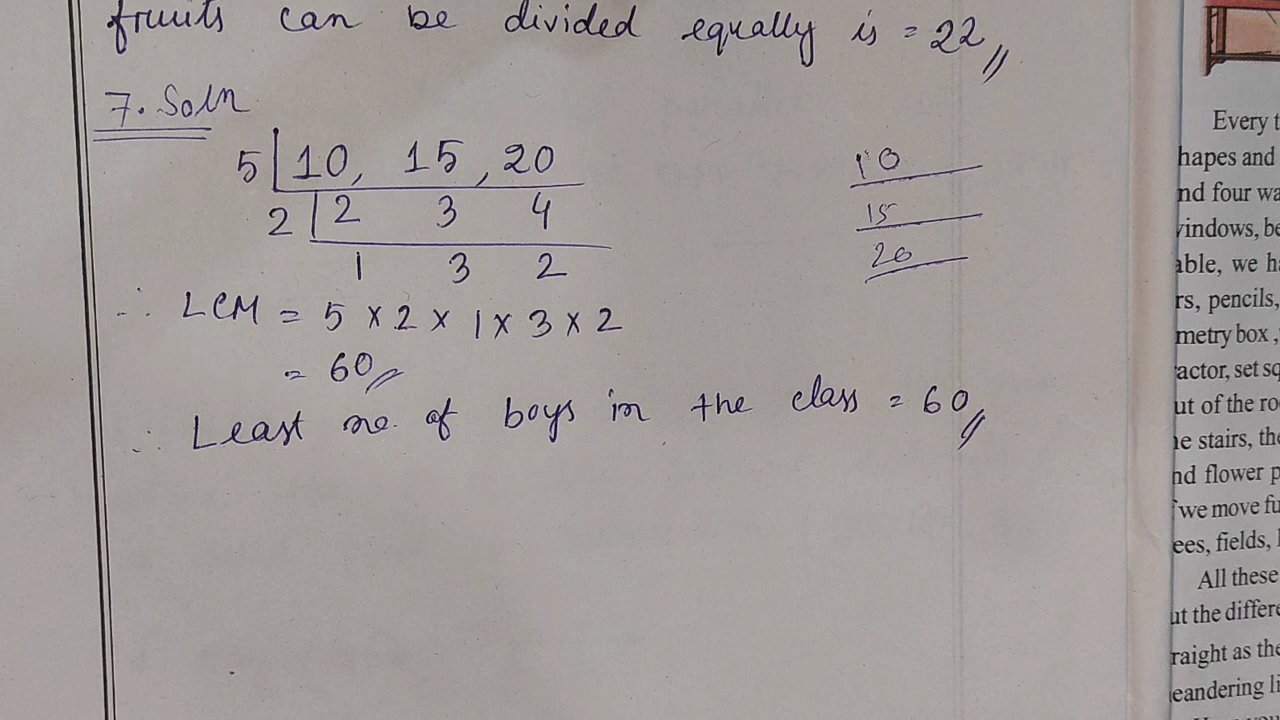 fruits can be divided equally is = 22
7. Soln
5 | 10, 15, 20
2 | 2 3 4
1 3 2
∴ LCM = 5 × 2 × 1 × 3 × 2
= 60
∴ Least no. of boys in the class = 60
10
15
20
Every t
hapes and
nd four wa
vindows, be
able, we h
rs, pencils,
metry box ,
actor, set sq
ut of the ro
e stairs, the
nd flower p
we move fu
ees, fields,
All these
ut the differe
raight as the
eandering li